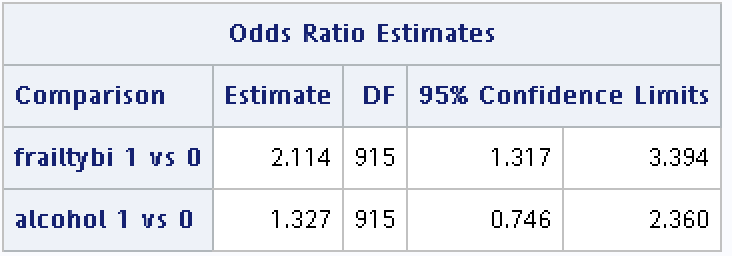 Odds Ratio Estimates
Comparison Estimate DF 95% Confidence Limits
frailtybi 1 vs 0 2.114 915 1.317 3.394
alcohol 1 vs 0 1.327 915 0.746 2.360